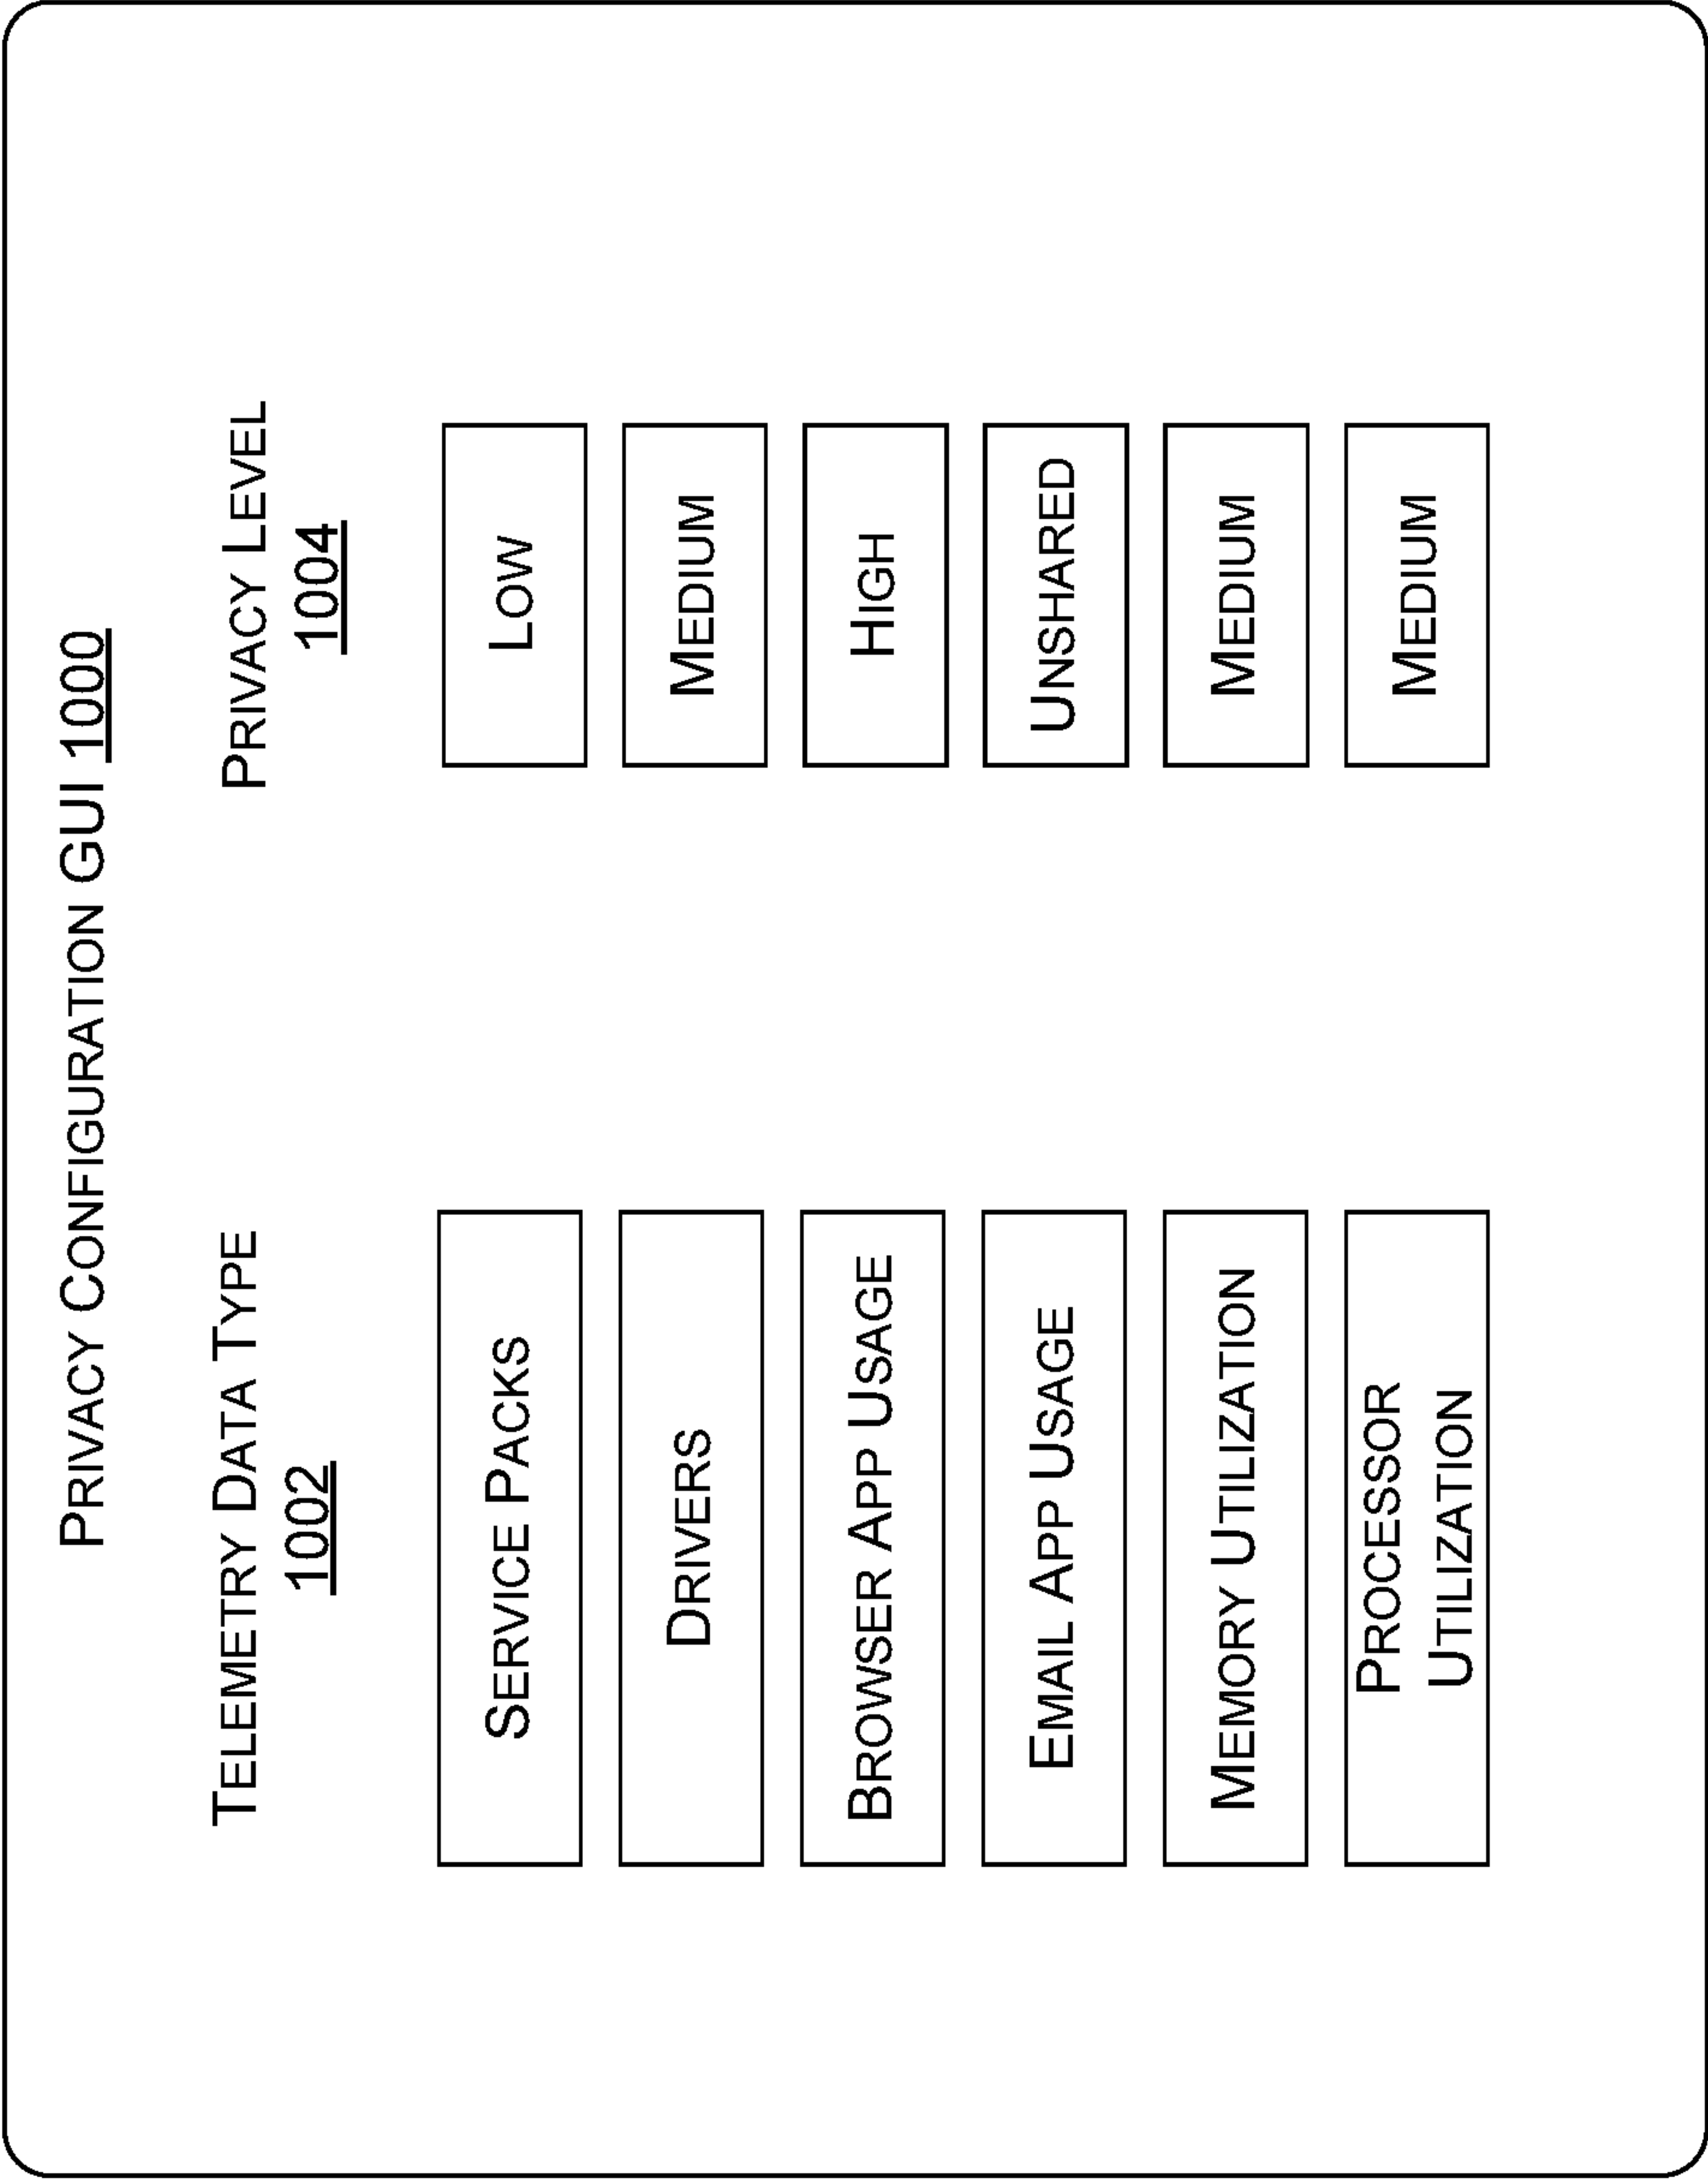 PRIVACY CONFIGURATION GUI 1000
TELEMETRY DATA TYPE
1002
PRIVACY LEVEL
1004
SERVICE PACKS
LOW
DRIVERS
MEDIUM
BROWSER APP USAGE
HIGH
EMAIL APP USAGE
UNSHARED
MEMORY UTILIZATION
MEDIUM
PROCESSOR
UTILIZATION
MEDIUM